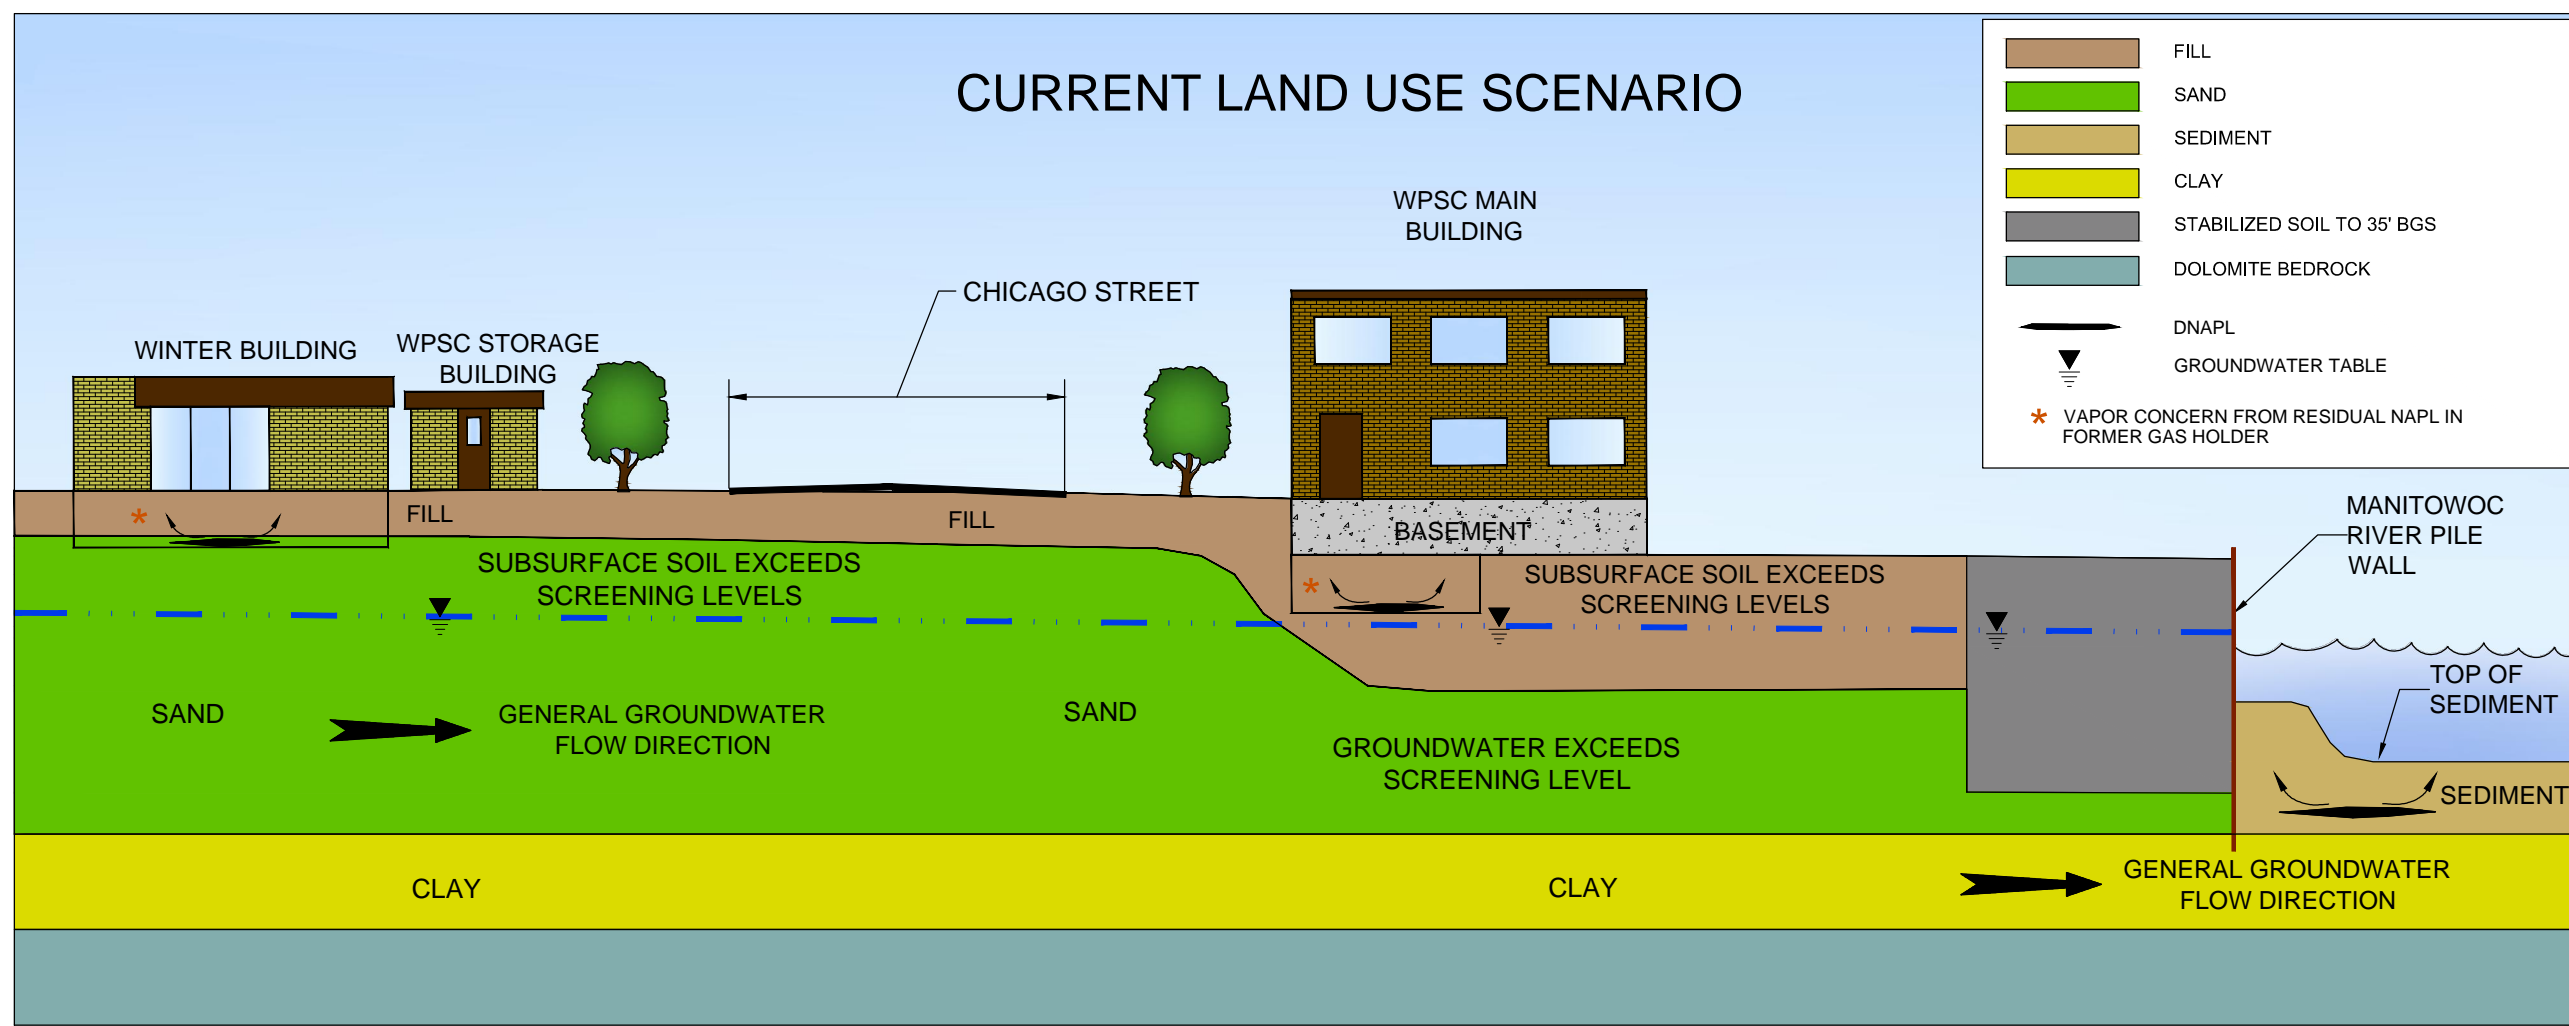 CURRENT LAND USE SCENARIO
FILL
SAND
SEDIMENT
CLAY
STABILIZED SOIL TO 35' BGS
DOLOMITE BEDROCK
DNAPL
GROUNDWATER TABLE
* VAPOR CONCERN FROM RESIDUAL NAPL IN
FORMER GAS HOLDER
WPSC MAIN
BUILDING
CHICAGO STREET
WINTER BUILDING
WPSC STORAGE
BUILDING
MANITOWOC
RIVER PILE
WALL
*
FILL
FILL
BASEMENT
SUBSURFACE SOIL EXCEEDS
SCREENING LEVELS
*
SUBSURFACE SOIL EXCEEDS
SCREENING LEVELS
TOP OF
SEDIMENT
SAND
GENERAL GROUNDWATER
FLOW DIRECTION
SAND
GROUNDWATER EXCEEDS
SCREENING LEVEL
SEDIMENT
CLAY
CLAY
GENERAL GROUNDWATER
FLOW DIRECTION